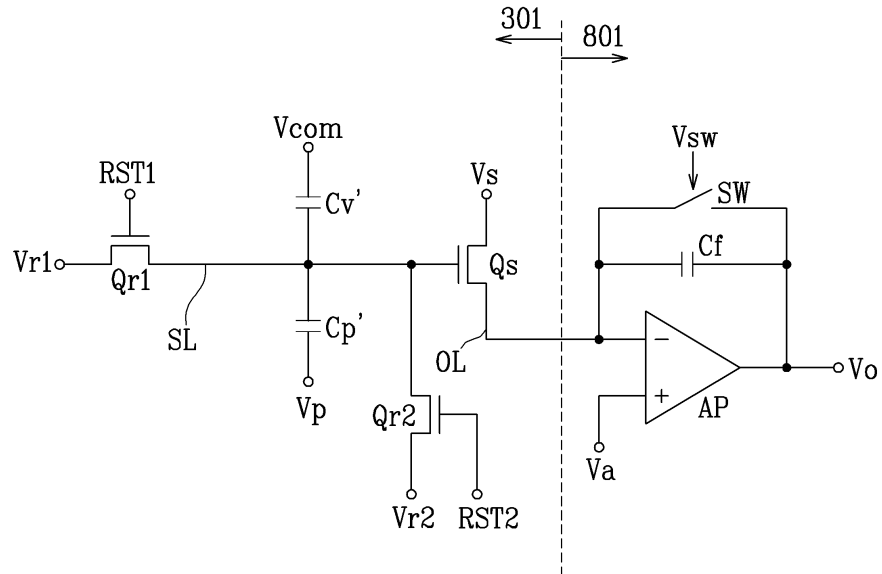 301
801
Vcom
Vsw
RST1
Cv'
Vs
SW
Vr1
Qr1
Qs
Cf
SL
Cp'
OL
−
Vo
Vp
Qr2
+
AP
Va
Vr2
RST2